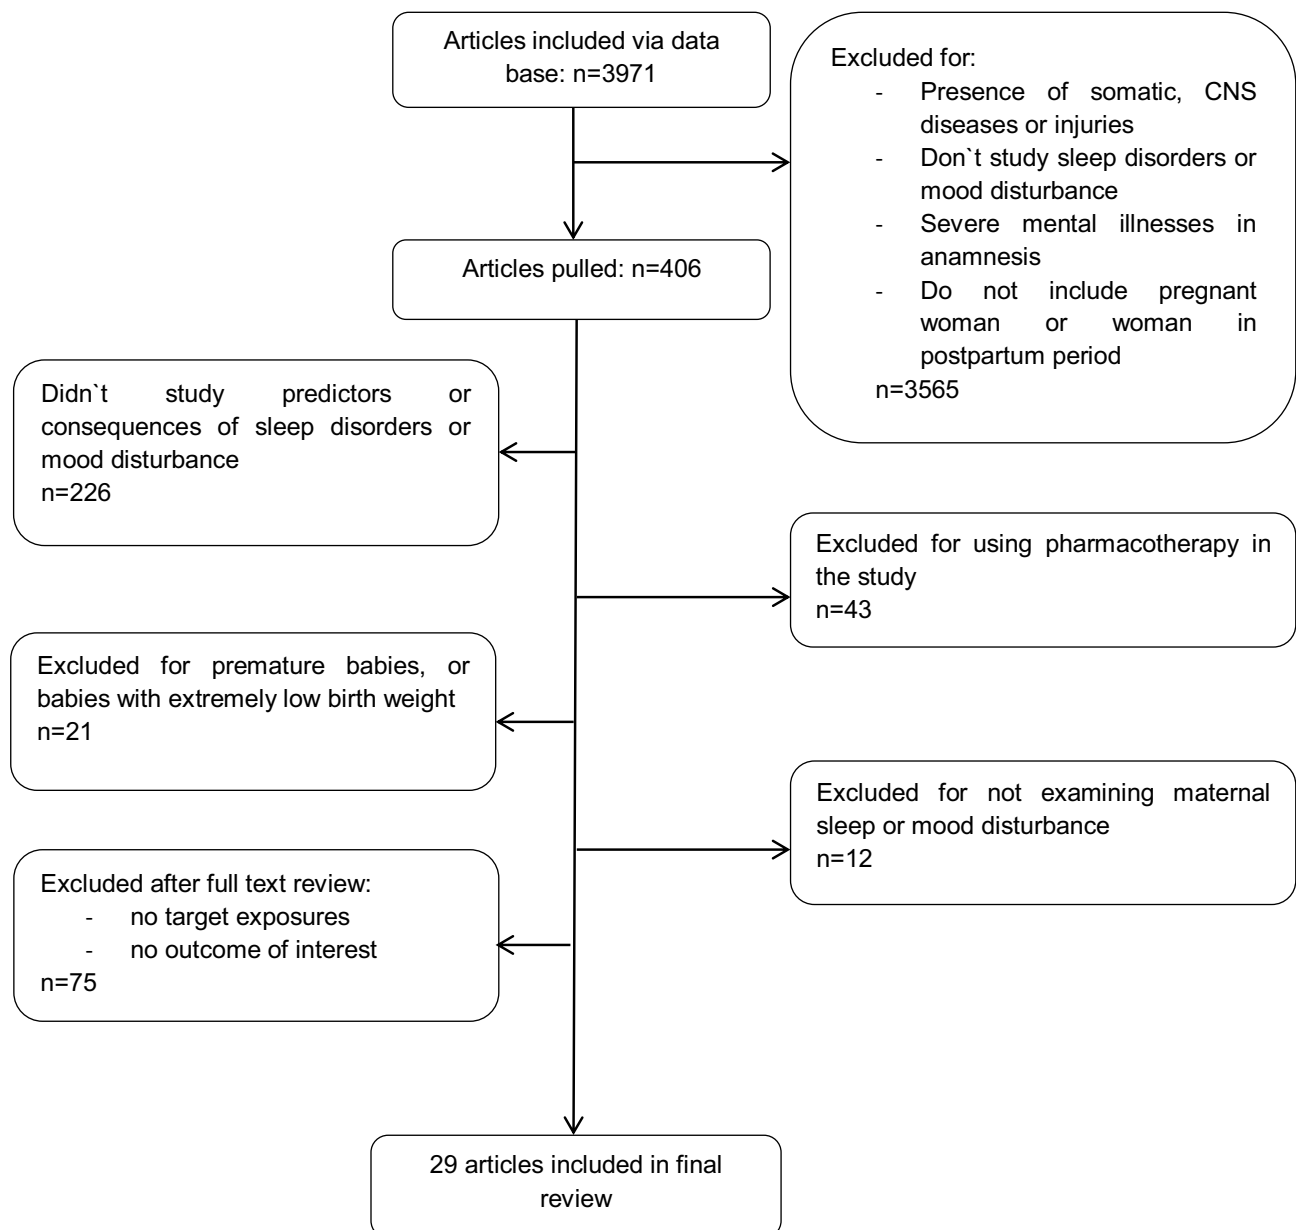 Articles included via data
base: n=3971
Excluded for:
- Presence of somatic, CNS
diseases or injuries
- Don`t study sleep disorders or
mood disturbance
- Severe mental illnesses in
anamnesis
- Do not include pregnant
woman or woman in
postpartum period
n=3565
Articles pulled: n=406
Didn`t study predictors or
consequences of sleep disorders or
mood disturbance
n=226
Excluded for using pharmacotherapy in
the study
n=43
Excluded for premature babies, or
babies with extremely low birth weight
n=21
Excluded for not examining maternal
sleep or mood disturbance
n=12
Excluded after full text review:
- no target exposures
- no outcome of interest
n=75
29 articles included in final
review